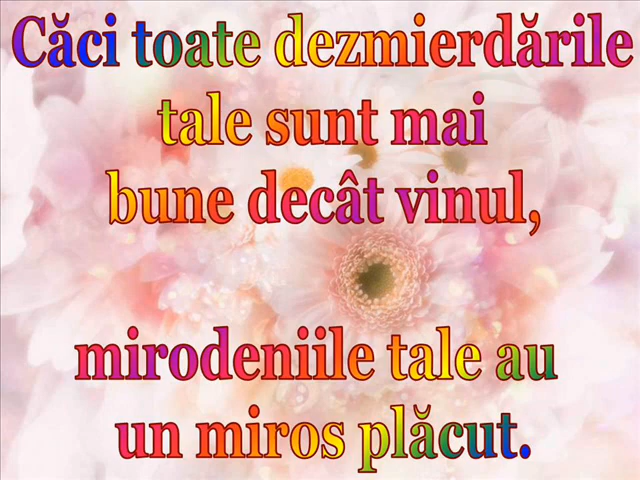 Căci toate dezmierdările
tale sunt mai
bune decât vinul,
mirodeniile tale au
un miros plăcut.